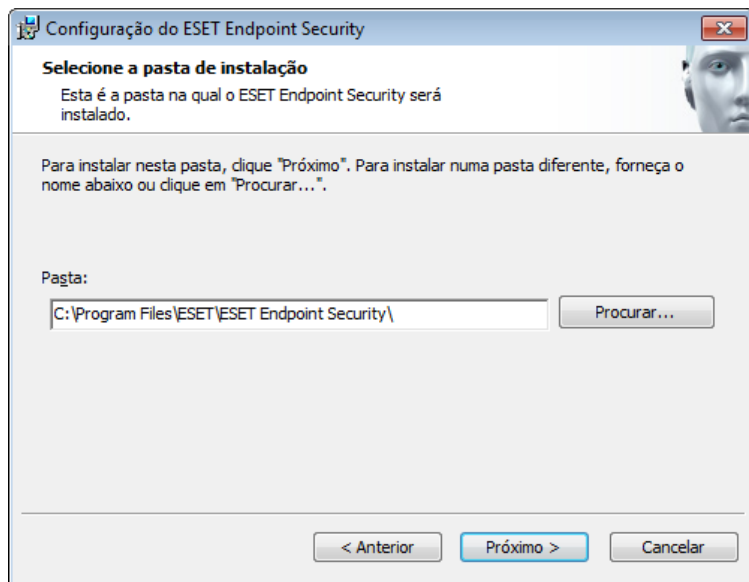 Configuração do ESET Endpoint Security
Selecione a pasta de instalação
Esta é a pasta na qual o ESET Endpoint Security será
instalado.
Para instalar nesta pasta, clique "Próximo". Para instalar numa pasta diferente, forneça o
nome abaixo ou clique em "Procurar...".
Pasta:
C:\Program Files\ESET\ESET Endpoint Security\
Procurar...
< Anterior
Próximo >
Cancelar